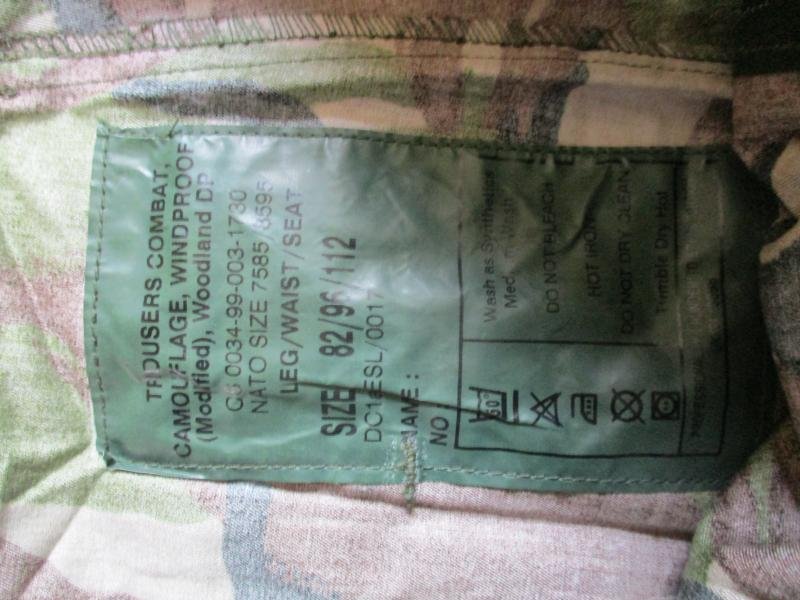 TROUSERS COMBAT,
CAMOUFLAGE, WINDPROOF
(Modified), Woodland DP
0034-99-003-1730
NATO SIZE 7585/8595
LEG/WAIST/SEAT
SIZE 82/96/112
NAME :
NO
60°
Wash as Synthetic
DO NOT BLEACH
HOT IRON
DO NOT DRY CLEAN
Tumble Dry Hot